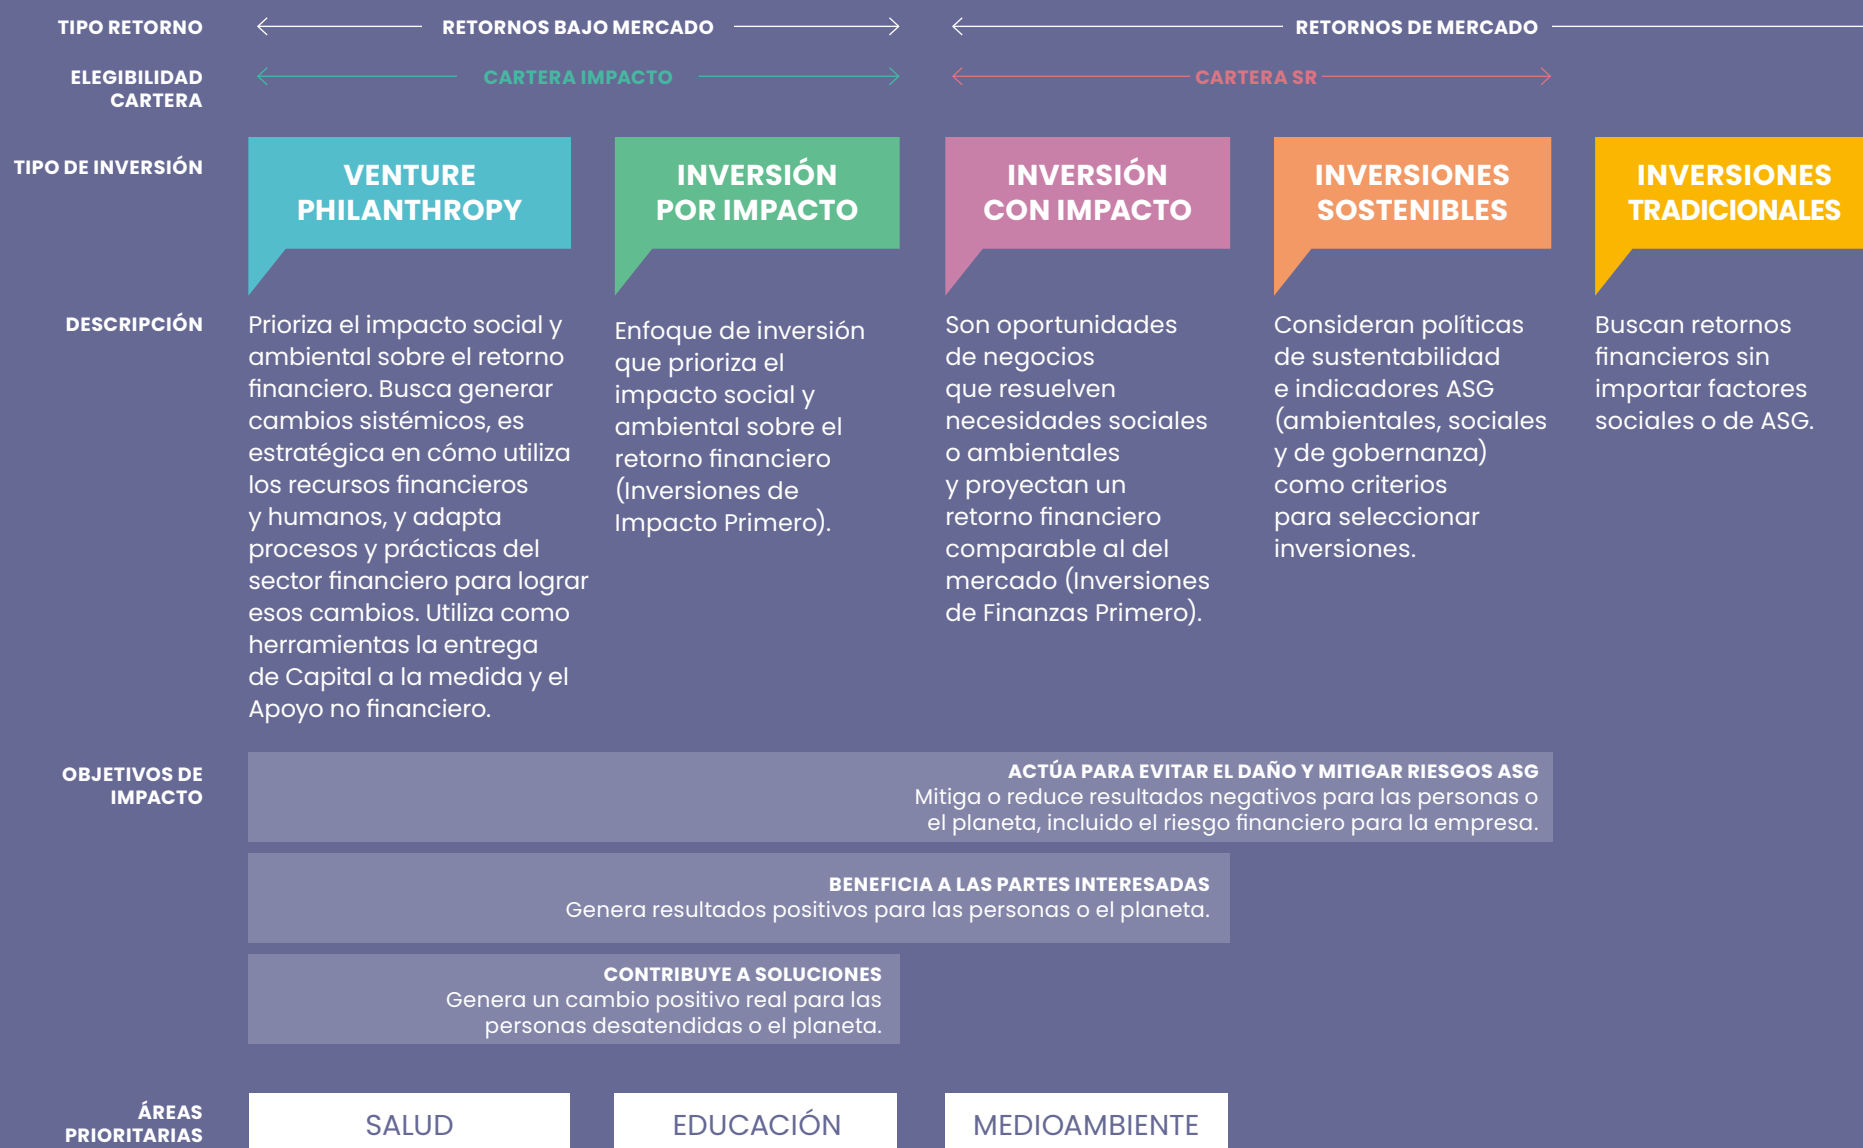 TIPO RETORNO
RETORNOS BAJO MERCADO
RETORNOS DE MERCADO
ELEGIBILIDAD
CARTERA
CARTERA IMPACTO
CARTERA SR
TIPO DE INVERSIÓN
VENTURE
PHILANTHROPY
INVERSIÓN
POR IMPACTO
INVERSIÓN
CON IMPACTO
INVERSIONES
SOSTENIBLES
INVERSIONES
TRADICIONALES
DESCRIPCIÓN
Prioriza el impacto social y
ambiental sobre el retorno
financiero. Busca generar
cambios sistémicos, es
estratégica en cómo utiliza
los recursos financieros
y humanos, y adapta
procesos y prácticas del
sector financiero para lograr
esos cambios. Utiliza como
herramientas la entrega
de Capital a la medida y el
Apoyo no financiero.
Enfoque de inversión
que prioriza el
impacto social y
ambiental sobre el
retorno financiero
(Inversiones de
Impacto Primero).
Son oportunidades
de negocios
que resuelven
necesidades sociales
o ambientales
y proyectan un
retorno financiero
comparable al del
mercado (Inversiones
de Finanzas Primero).
Consideran políticas
de sustentabilidad
e indicadores ASG
(ambientales, sociales
y de gobernanza)
como criterios
para seleccionar
inversiones.
Buscan retornos
financieros sin
importar factores
sociales o de ASG.
OBJETIVOS DE
IMPACTO
ACTÚA PARA EVITAR EL DAÑO Y MITIGAR RIESGOS ASG
Mitiga o reduce resultados negativos para las personas o
el planeta, incluido el riesgo financiero para la empresa.
BENEFICIA A LAS PARTES INTERESADAS
Genera resultados positivos para las personas o el planeta.
CONTRIBUYE A SOLUCIONES
Genera un cambio positivo real para las
personas desatendidas o el planeta.
ÁREAS
PRIORITARIAS
SALUD
EDUCACIÓN
MEDIOAMBIENTE